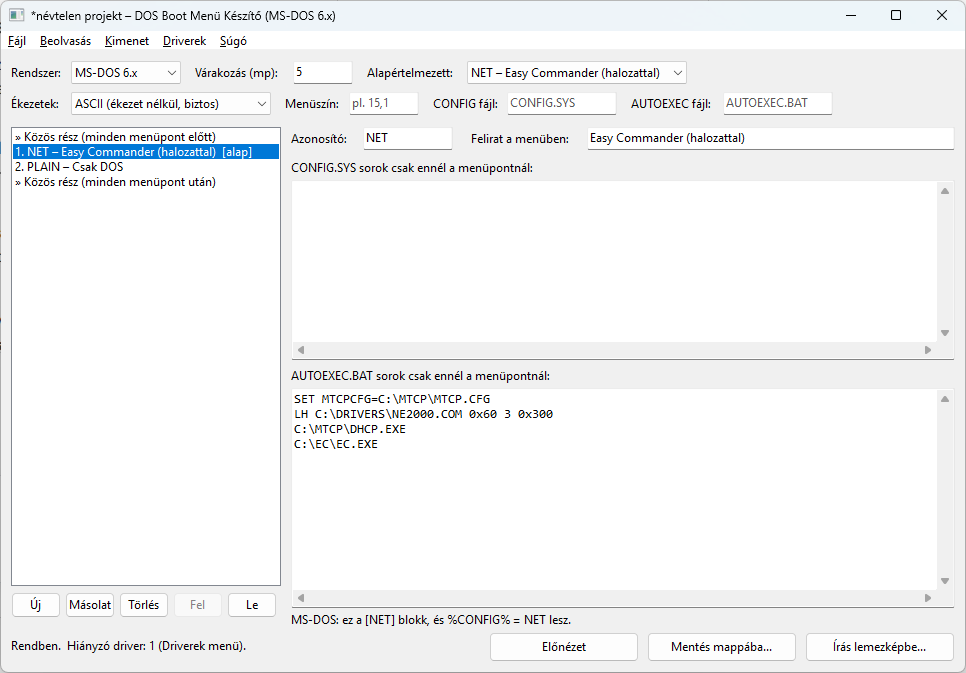 *névtelen projekt – DOS Boot Menü Készítő (MS-DOS 6.x)
Fájl Beolvasás Kimenet Driverek Súgó
Rendszer: MS-DOS 6.x Várakozás (mp): 5 Alapértelmezett: NET – Easy Commander (halozattal)
Ékezetek: ASCII (ékezet nélkül, biztos) Menüszín: pl. 15,1 CONFIG fájl: CONFIG.SYS AUTOEXEC fájl: AUTOEXEC.BAT
» Közös rész (minden menüpont előtt)
1. NET – Easy Commander (halozattal) [alap]
2. PLAIN – Csak DOS
» Közös rész (minden menüpont után)
Új Másolat Törlés Fel Le
Azonosító: NET Felirat a menüben: Easy Commander (halozattal)
CONFIG.SYS sorok csak ennél a menüpontnál:
AUTOEXEC.BAT sorok csak ennél a menüpontnál:
SET MTCPCFG=C:\MTCP\MTCP.CFG
LH C:\DRIVERS\NE2000.COM 0x60 3 0x300
C:\MTCP\DHCP.EXE
C:\EC\EC.EXE
MS-DOS: ez a [NET] blokk, és %CONFIG% = NET lesz.
Rendben. Hiányzó driver: 1 (Driverek menü).
Előnézet Mentés mappába... Írás lemezképbe...